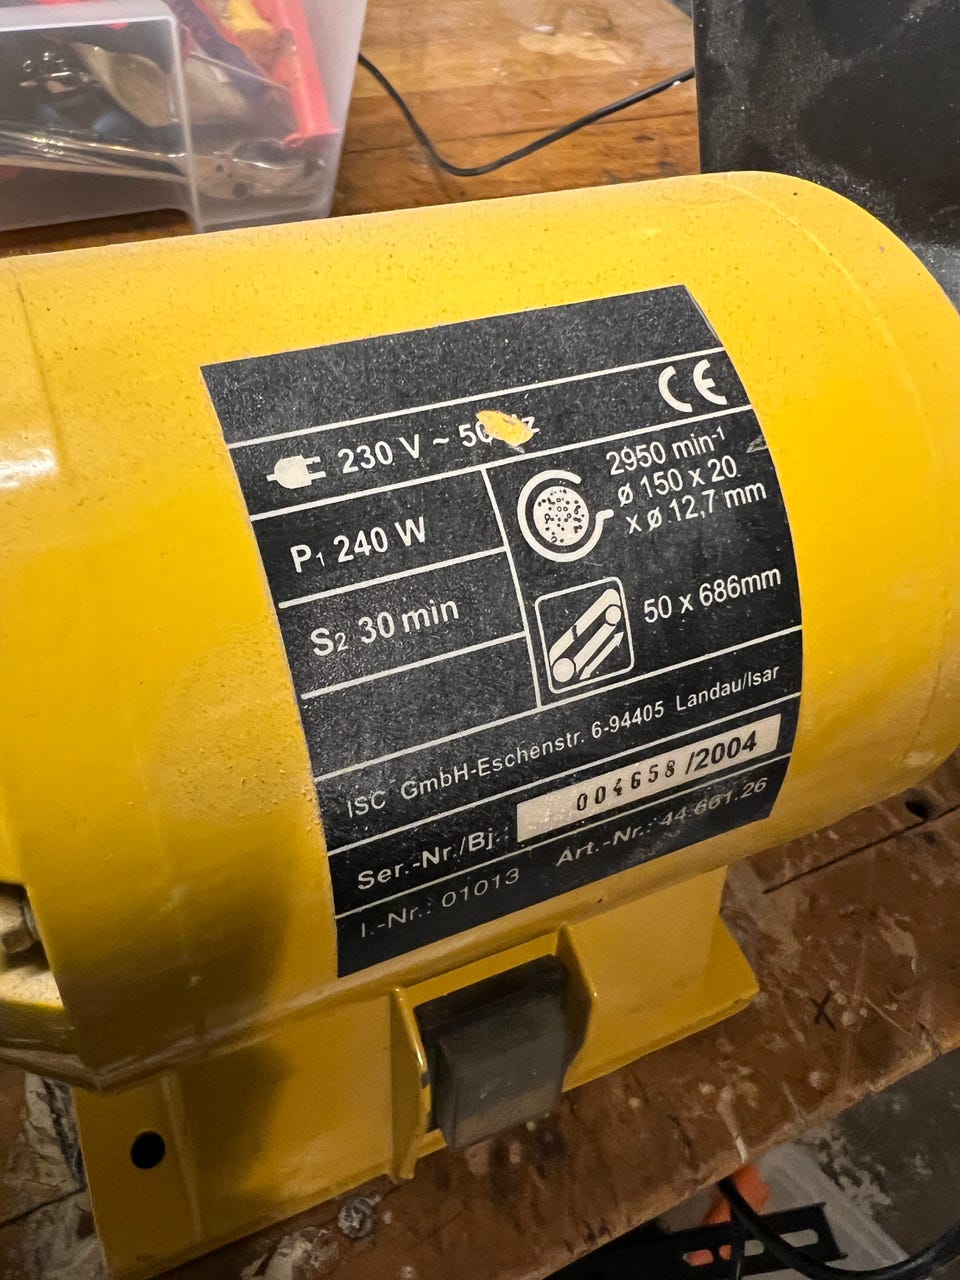 CE
230 V ~ 50 Hz
P1 240 W
S2 30 min
2950 min-1
ø 150 x 20
x ø 12,7 mm
50 x 686mm
ISC GmbH-Eschenstr. 6-94405 Landau/Isar
Ser.-Nr./Bj.: 004658 /2004
I.-Nr.: 01013 Art.-Nr.: 44.661.26